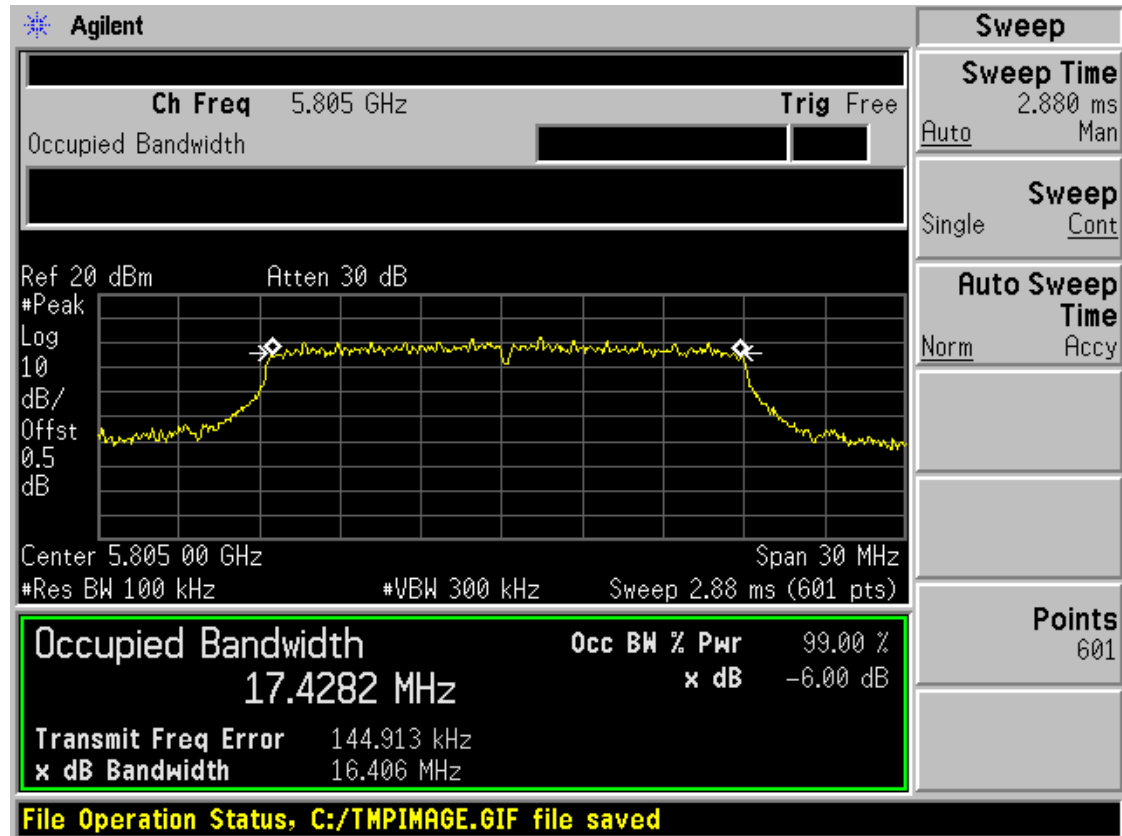 Agilent
Sweep
Ch Freq 5.805 GHz Trig Free
Occupied Bandwidth
Sweep Time
2.880 ms
Auto Man
Sweep
Single Cont
Auto Sweep
Time
Norm Accy
Points
601
Ref 20 dBm Atten 30 dB
#Peak
Log
10
dB/
Offst
0.5
dB
Center 5.805 00 GHz Span 30 MHz
#Res BW 100 kHz #VBW 300 kHz Sweep 2.88 ms (601 pts)
Occupied Bandwidth
17.4282 MHz
Occ BW % Pwr 99.00 %
x dB -6.00 dB
Transmit Freq Error 144.913 kHz
x dB Bandwidth 16.406 MHz
File Operation Status, C:/TMPIMAGE.GIF file saved